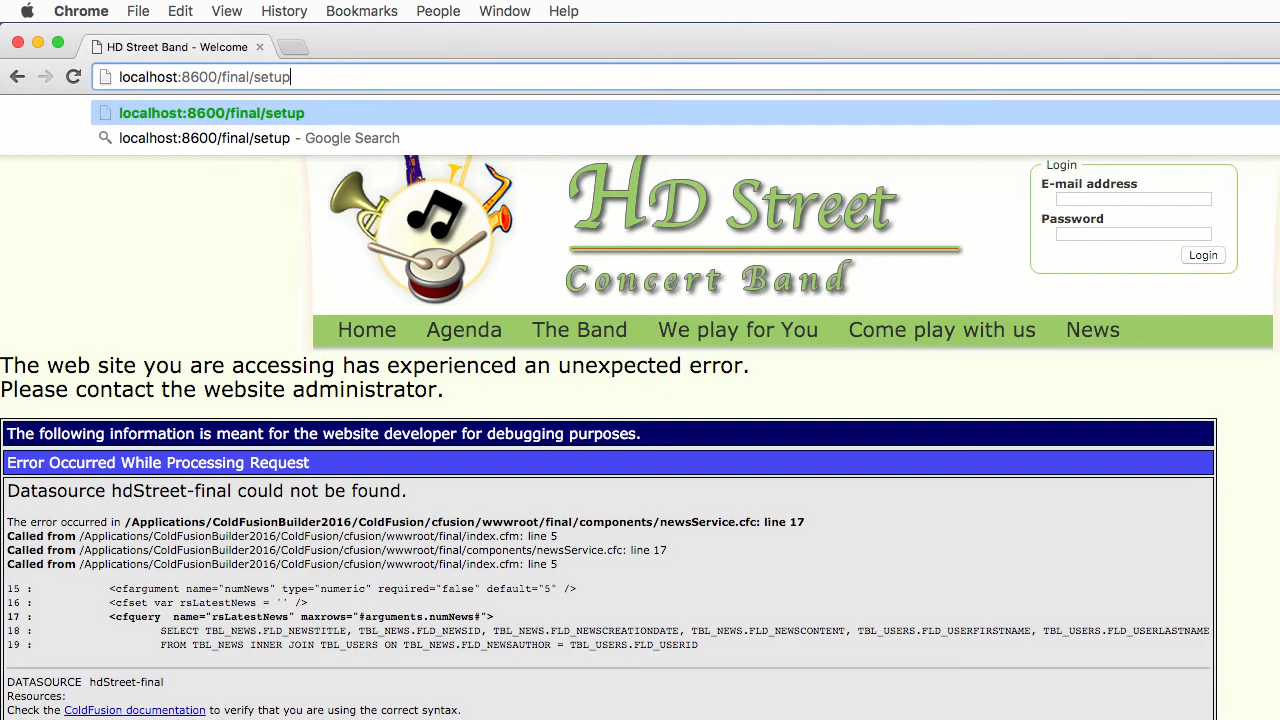 Chrome File Edit View History Bookmarks People Window Help
HD Street Band - Welcome
localhost:8600/final/setup
localhost:8600/final/setup
localhost:8600/final/setup - Google Search
HD Street
Concert Band
Login
E-mail address
Password
Login
Home Agenda The Band We play for You Come play with us News
The web site you are accessing has experienced an unexpected error.
Please contact the website administrator.
The following information is meant for the website developer for debugging purposes.
Error Occurred While Processing Request
Datasource hdStreet-final could not be found.
The error occurred in /Applications/ColdFusionBuilder2016/ColdFusion/cfusion/wwwroot/final/components/newsService.cfc: line 17
Called from /Applications/ColdFusionBuilder2016/ColdFusion/cfusion/wwwroot/final/index.cfm: line 5
Called from /Applications/ColdFusionBuilder2016/ColdFusion/cfusion/wwwroot/final/components/newsService.cfc: line 17
Called from /Applications/ColdFusionBuilder2016/ColdFusion/cfusion/wwwroot/final/index.cfm: line 5
15 : <cfargument name="numNews" type="numeric" required="false" default="5" />
16 : <cfset var rsLatestNews = '' />
17 : <cfquery name="rsLatestNews" maxrows="#arguments.numNews#">
18 : SELECT TBL_NEWS.FLD_NEWSTITLE, TBL_NEWS.FLD_NEWSID, TBL_NEWS.FLD_NEWSCREATIONDATE, TBL_NEWS.FLD_NEWSCONTENT, TBL_USERS.FLD_USERFIRSTNAME, TBL_USERS.FLD_USERLASTNAME
19 : FROM TBL_NEWS INNER JOIN TBL_USERS ON TBL_NEWS.FLD_NEWSAUTHOR = TBL_USERS.FLD_USERID
DATASOURCE hdStreet-final
Resources:
Check the ColdFusion documentation to verify that you are using the correct syntax.